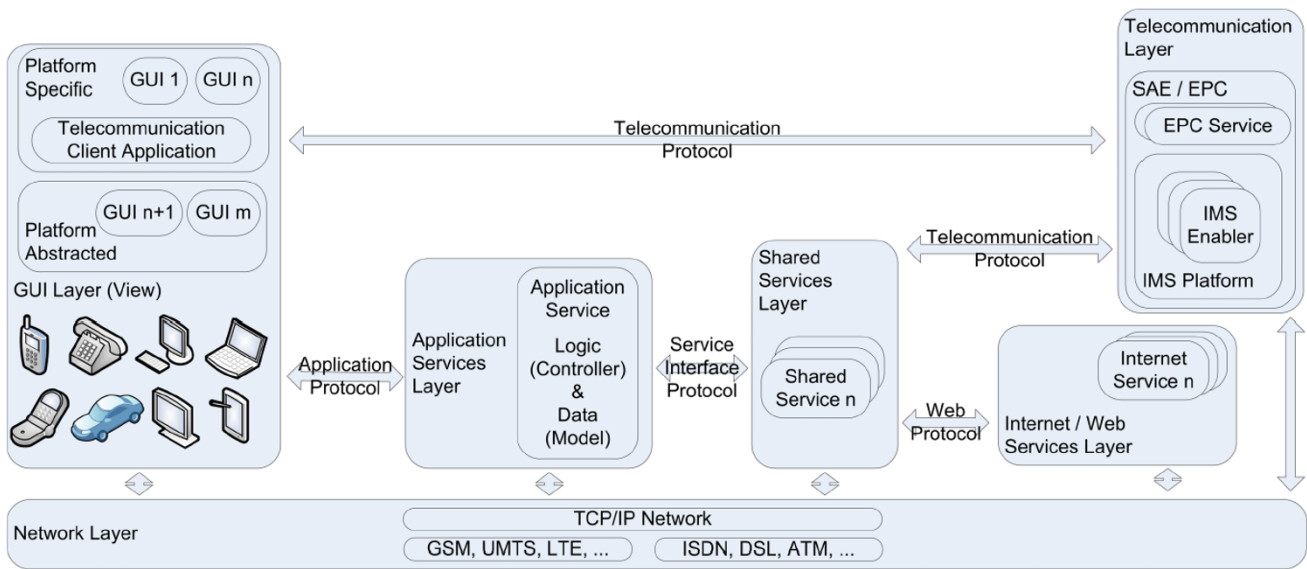 Platform
Specific
GUI 1
GUI n
Telecommunication
Client Application
Platform
Abstracted
GUI n+1
GUI m
GUI Layer (View)
Telecommunication
Protocol
Application
Protocol
Application
Services
Layer
Application
Service
Logic
(Controller)
&
Data
(Model)
Service
Interface
Protocol
Shared
Services
Layer
Shared
Service n
Telecommunication
Protocol
Web
Protocol
Telecommunication
Layer
SAE / EPC
EPC Service
IMS
Enabler
IMS Platform
Internet
Service n
Internet / Web
Services Layer
Network Layer
TCP/IP Network
GSM, UMTS, LTE, ...
ISDN, DSL, ATM, ...